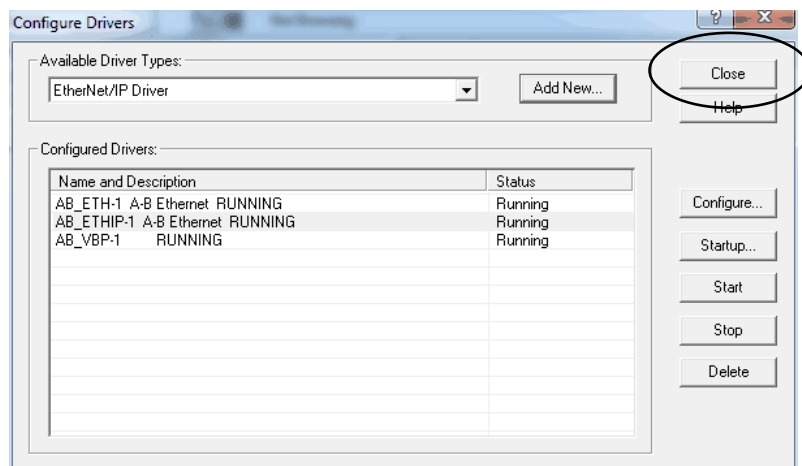 Configure Drivers
?
X
Available Driver Types:
EtherNet/IP Driver
Add New...
Close
Help
Configured Drivers:
Name and Description Status
AB_ETH-1 A-B Ethernet RUNNING Running
AB_ETHIP-1 A-B Ethernet RUNNING Running
AB_VBP-1 RUNNING Running
Configure...
Startup...
Start
Stop
Delete